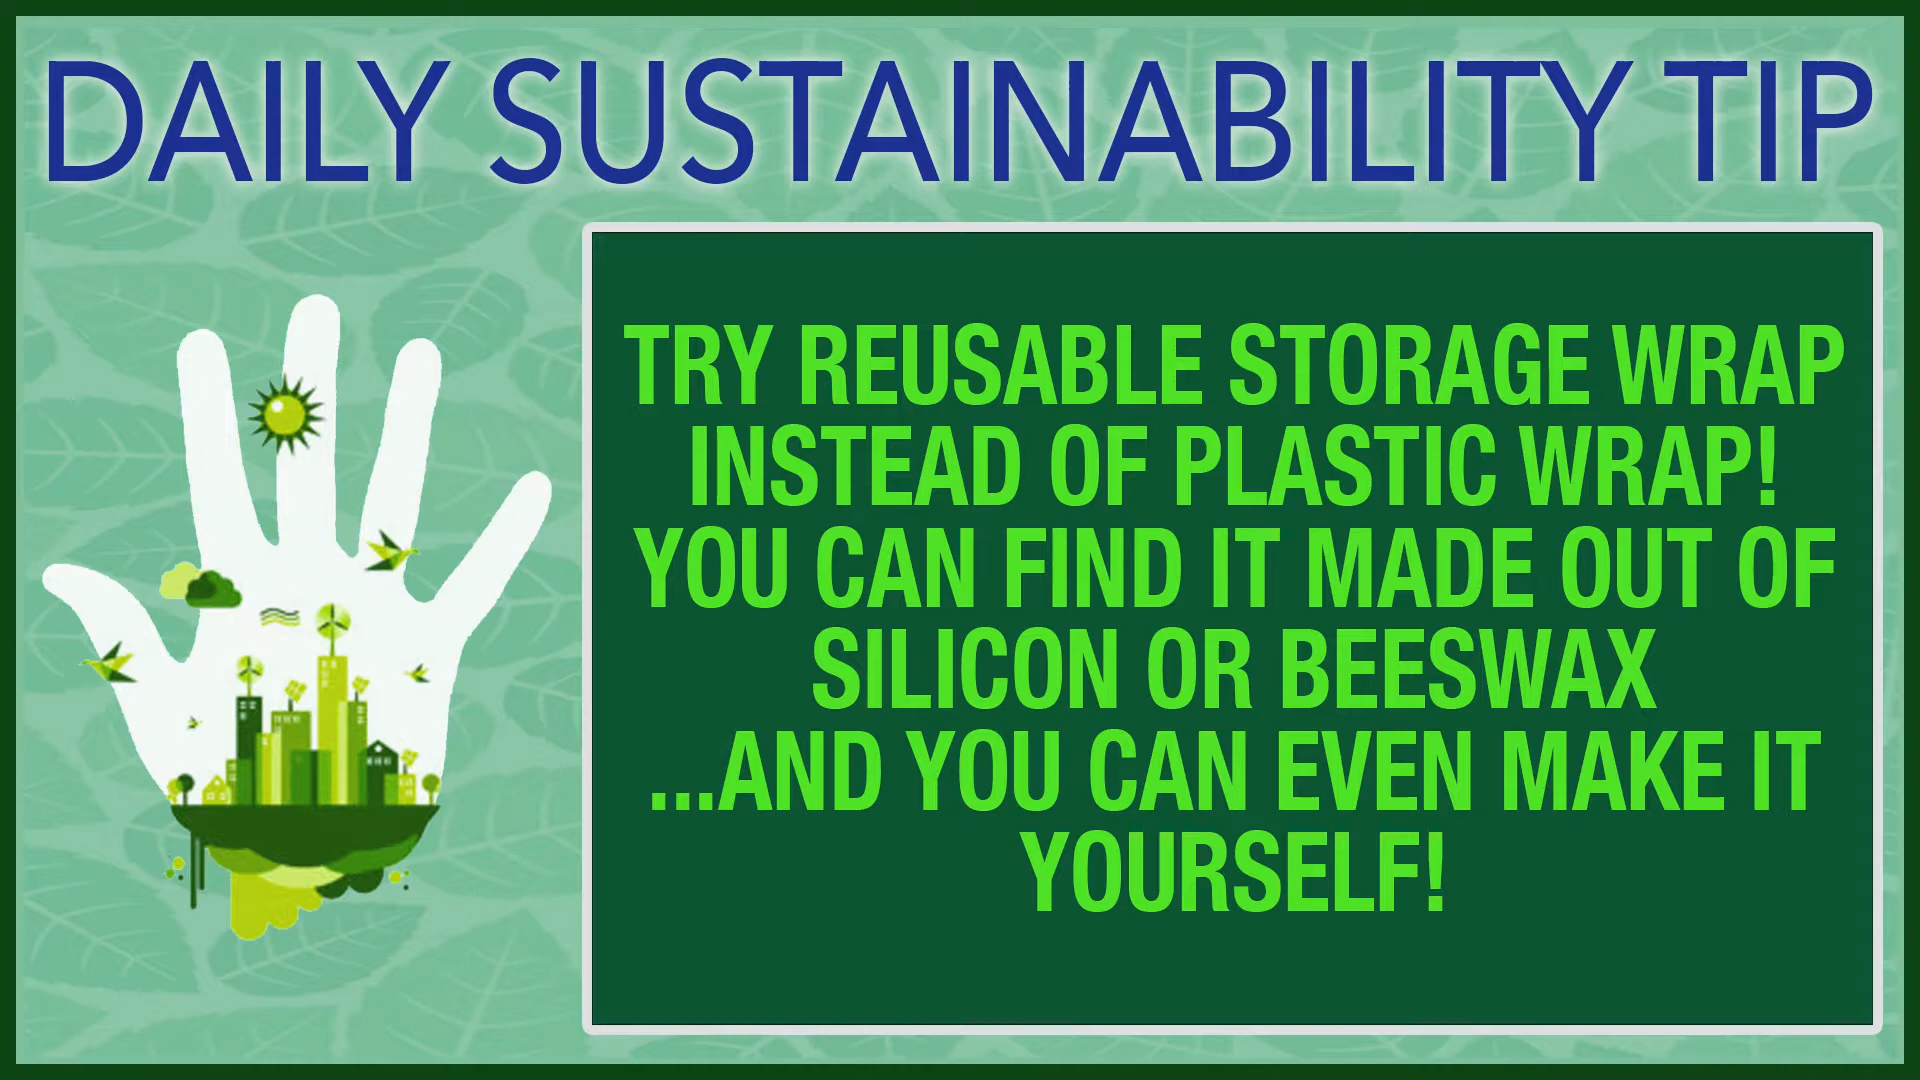 DAILY SUSTAINABILITY TIP
TRY REUSABLE STORAGE WRAP
INSTEAD OF PLASTIC WRAP!
YOU CAN FIND IT MADE OUT OF
SILICON OR BEESWAX
...AND YOU CAN EVEN MAKE IT
YOURSELF!